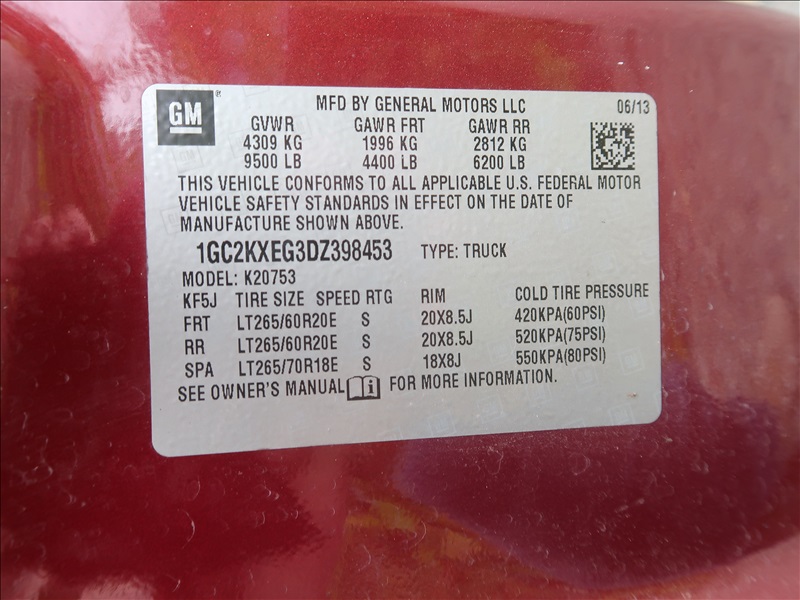 GM ® MFD BY GENERAL MOTORS LLC 06/13
GVWR GAWR FRT GAWR RR
4309 KG 1996 KG 2812 KG
9500 LB 4400 LB 6200 LB
THIS VEHICLE CONFORMS TO ALL APPLICABLE U.S. FEDERAL MOTOR
VEHICLE SAFETY STANDARDS IN EFFECT ON THE DATE OF
MANUFACTURE SHOWN ABOVE.
1GC2KXEG3DZ398453 TYPE: TRUCK
MODEL: K20753
KF5J TIRE SIZE SPEED RTG RIM COLD TIRE PRESSURE
FRT LT265/60R20E S 20X8.5J 420KPA(60PSI)
RR LT265/60R20E S 20X8.5J 520KPA(75PSI)
SPA LT265/70R18E S 18X8J 550KPA(80PSI)
SEE OWNER'S MANUAL i FOR MORE INFORMATION.